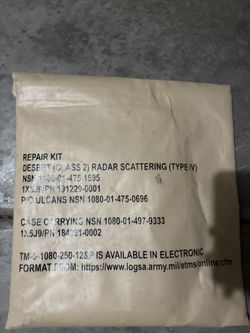 REPAIR KIT
DESERT (CLASS 2) RADAR SCATTERING (TYPE IV)
NSN 1080-01-475-1595
1X5J9/PN 191229-0001
P/O ULCANS NSN 1080-01-475-0696
CASE CARRYING NSN 1080-01-497-9333
1X5J9/PN 184091-0002
TM-5-1080-250-12&P IS AVAILABLE IN ELECTRONIC
FORMAT FROM: https://www.logsa.army.mil/etms/online.cfm